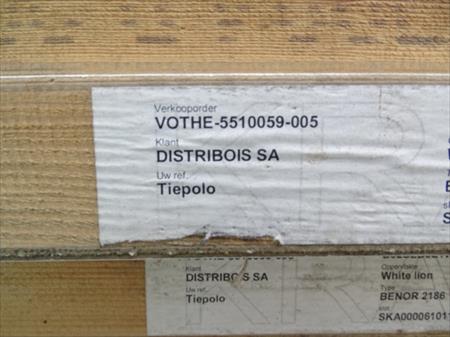 Verkooporder
VOTHE-5510059-005
Klant
DISTRIBOIS SA
Uw ref.
Tiepolo
Klant
DISTRIBOIS SA
Uw ref.
Tiepolo
White lion
Type
BENOR 2186
SKA00006101